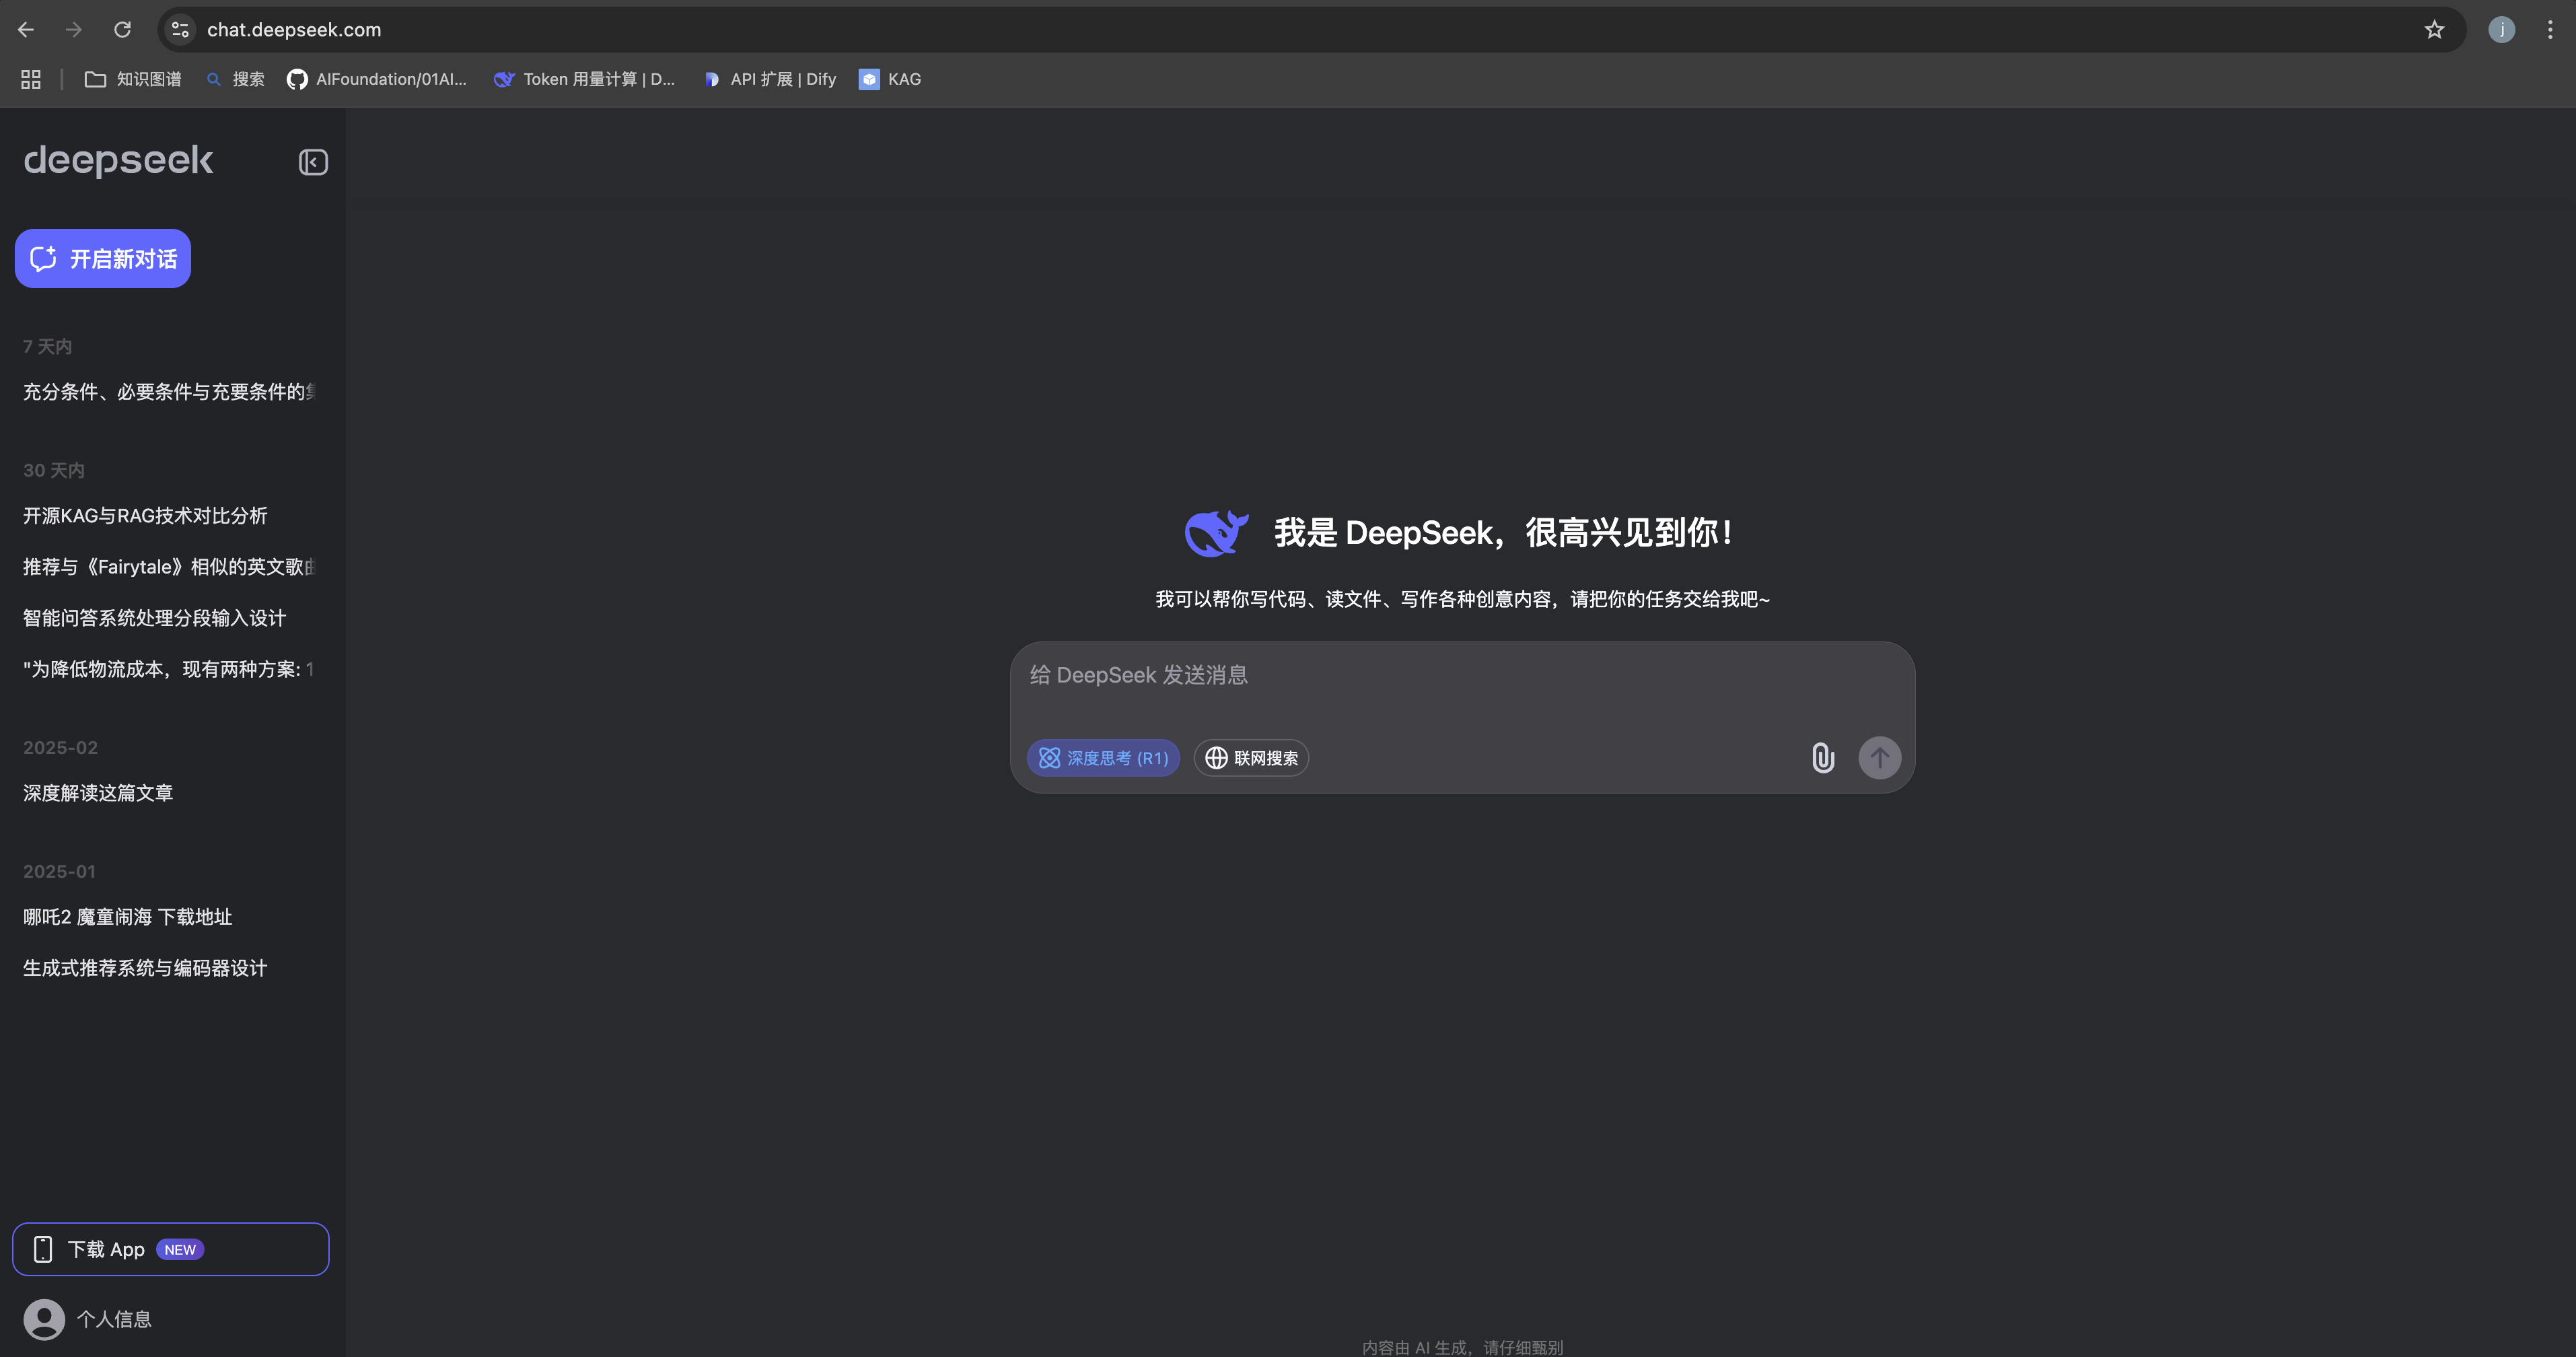 chat.deepseek.com
j
知识图谱
搜索
AIFoundation/01AI...
Token 用量计算 | D...
API 扩展 | Dify
KAG
deepseek
开启新对话
7 天内
充分条件、必要条件与充要条件的
30 天内
开源KAG与RAG技术对比分析
推荐与《Fairytale》相似的英文歌曲
智能问答系统处理分段输入设计
"为降低物流成本，现有两种方案: 1
2025-02
深度解读这篇文章
2025-01
哪吒2 魔童闹海 下载地址
生成式推荐系统与编码器设计
下载 App NEW
个人信息
我是 DeepSeek，很高兴见到你！
我可以帮你写代码、读文件、写作各种创意内容，请把你的任务交给我吧~
给 DeepSeek 发送消息
深度思考 (R1)
联网搜索
内容由 AI 生成，请仔细甄别